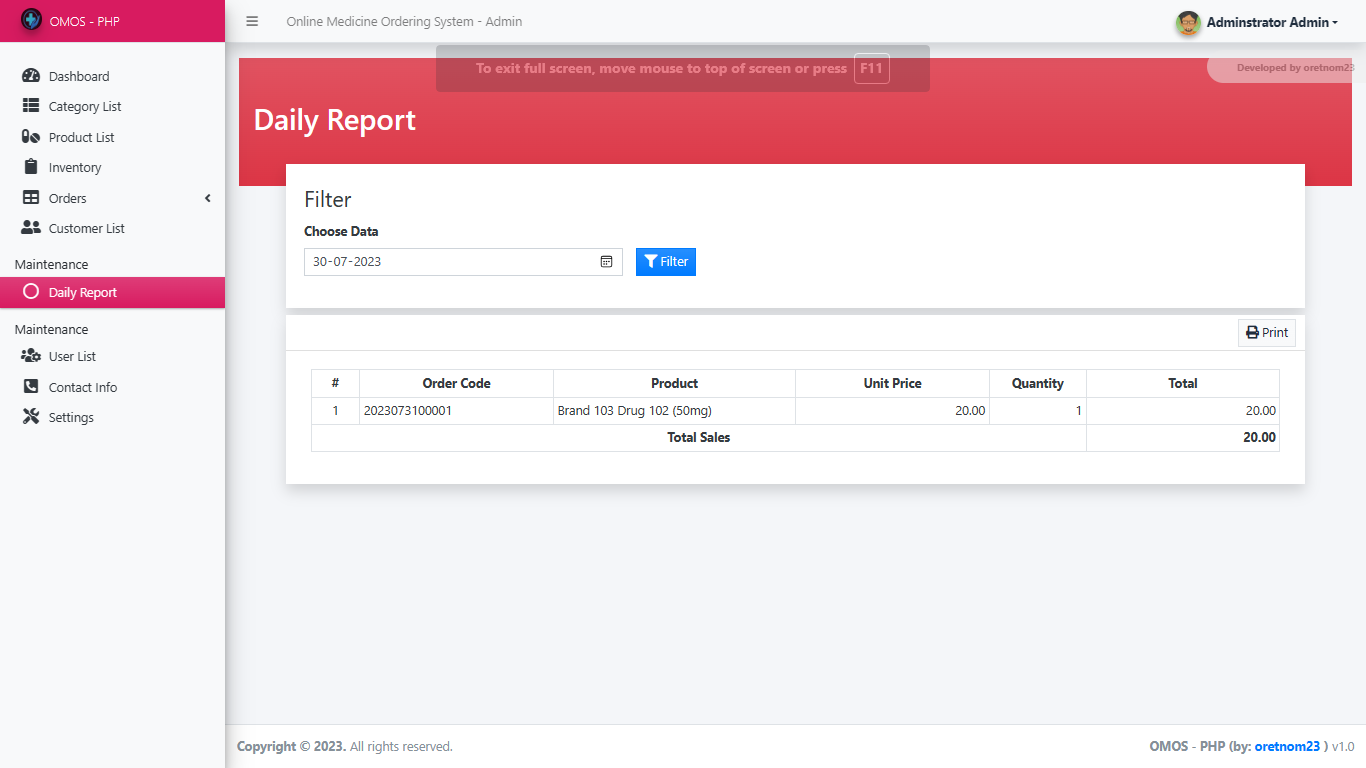 OMOS - PHP
Online Medicine Ordering System - Admin
Adminstrator Admin
To exit full screen, move mouse to top of screen or press F11
Developed by oretnom23
Dashboard
Category List
Product List
Inventory
Orders
Customer List
Maintenance
Daily Report
Maintenance
User List
Contact Info
Settings
Daily Report
Filter
Choose Data
30-07-2023 Filter
Print
# Order Code Product Unit Price Quantity Total
1 2023073100001 Brand 103 Drug 102 (50mg) 20.00 1 20.00
Total Sales 20.00
Copyright © 2023. All rights reserved.
OMOS - PHP (by: oretnom23 ) v1.0